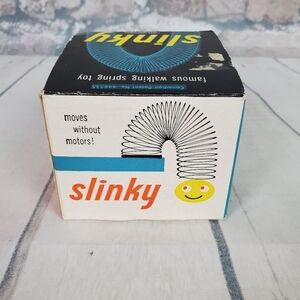 slinky
famous walking spring toy
moves
without
motors!
slinky